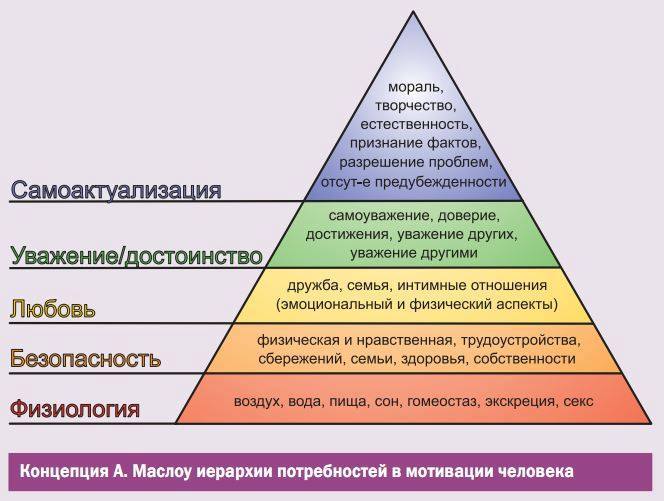 мораль,
творчество,
естественность,
признание фактов,
разрешение проблем,
отсут-е предубежденности
Самоактуализация
самоуважение, доверие,
достижения, уважение других,
уважение другими
Уважение/достоинство
дружба, семья, интимные отношения
(эмоциональный и физический аспекты)
Любовь
физическая и нравственная, трудоустройства,
сбережений, семьи, здоровья, собственности
Безопасность
воздух, вода, пища, сон, гомеостаз, экскреция, секс
Физиология
Концепция А. Маслоу иерархии потребностей в мотивации человека